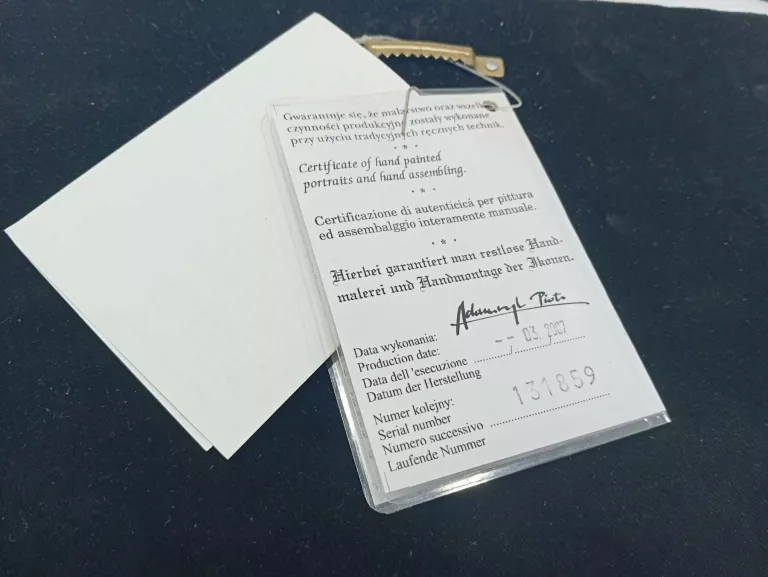 Gwarantuje się, że malarstwo oraz wszel
czynności produkcyjne zostały wykonane
przy użyciu tradycyjnych ręcznych technik.
* * *
Certificate of hand painted
portraits and hand assembling.
* * *
Certificazione di autenticicá per pittura
ed assembalggio interamente manuale.
* * *
Hierbei garantiert man restlose Hand-
malerei und Handmontage der Ikonen.
Data wykonania:
Production date:
Data dell'esecuzione -- 03. 2007
Datum der Herstellung
Numer kolejny:
Serial number 131859
Numero successivo
Laufende Nummer